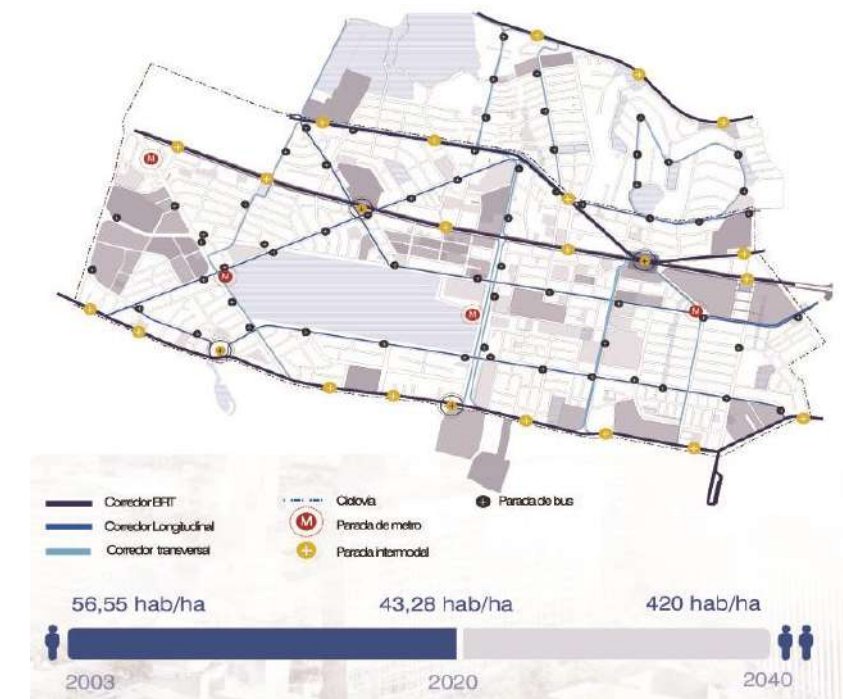 M
M
M
M
Corredor BRT
Ciclovía
Parada de bus
Corredor Longitudinal
M
Parada de metro
Corredor transversal
Parada intermodal
56,55 hab/ha
43,28 hab/ha
420 hab/ha
2003
2020
2040